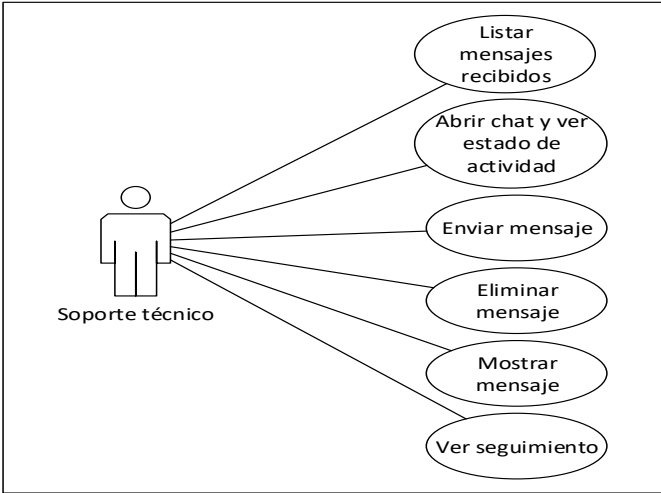 Listar
mensajes
recibidos
Abrir chat y ver
estado de
actividad
Enviar mensaje
Eliminar
mensaje
Mostrar
mensaje
Ver seguimiento
Soporte técnico